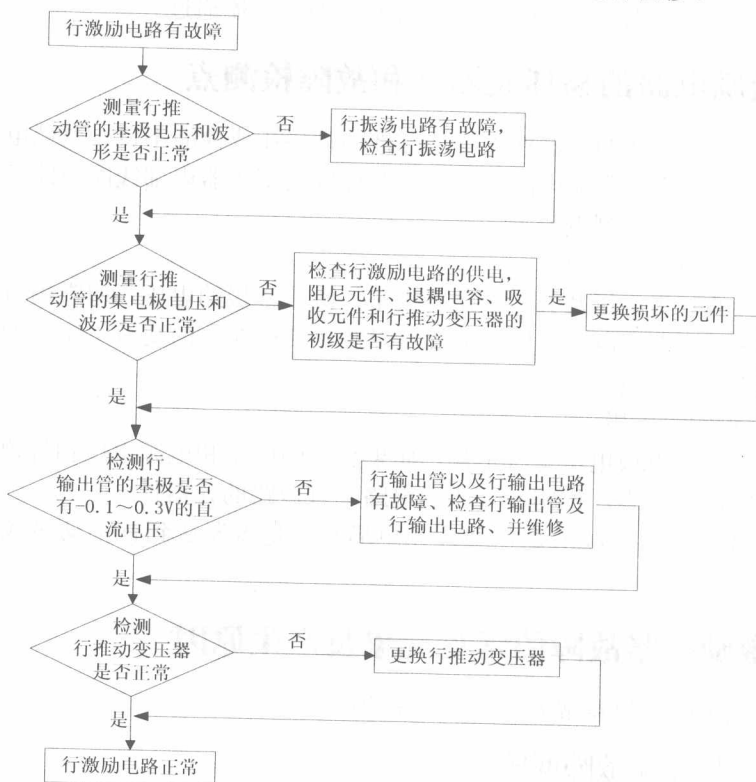 行激励电路有故障
测量行推
动管的基极电压和波
形是否正常
否
行振荡电路有故障，
检查行振荡电路
是
测量行推
动管的集电极电压和
波形是否正常
否
检查行激励电路的供电，
阻尼元件、退耦电容、吸
收元件和行推动变压器的
初级是否有故障
是
更换损坏的元件
是
检测行
输出管的基极是否
有-0.1～0.3V的直
流电压
否
行输出管以及行输出电路
有故障、检查行输出管及
行输出电路、并维修
是
检测
行推动变压器
是否正常
否
更换行推动变压器
是
行激励电路正常